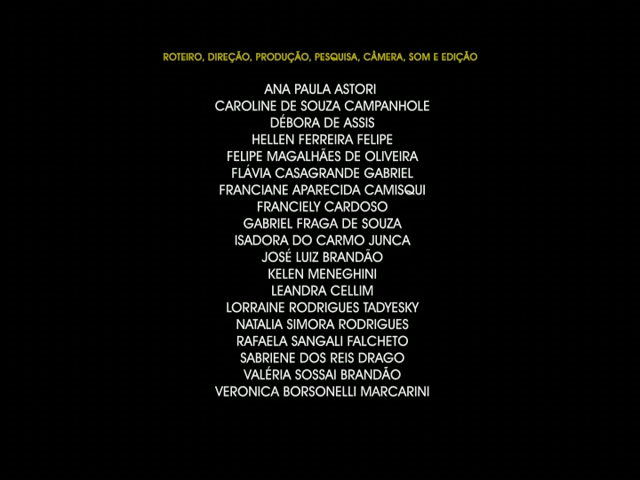 ROTEIRO, DIREÇÃO, PRODUÇÃO, PESQUISA, CÂMERA, SOM E EDIÇÃO
ANA PAULA ASTORI
CAROLINE DE SOUZA CAMPANHOLE
DÉBORA DE ASSIS
HELLEN FERREIRA FELIPE
FELIPE MAGALHÃES DE OLIVEIRA
FLÁVIA CASAGRANDE GABRIEL
FRANCIANE APARECIDA CAMISQUI
FRANCIELY CARDOSO
GABRIEL FRAGA DE SOUZA
ISADORA DO CARMO JUNCA
JOSÉ LUIZ BRANDÃO
KELEN MENEGHINI
LEANDRA CELLIM
LORRAINE RODRIGUES TADYESKY
NATALIA SIMORA RODRIGUES
RAFAELA SANGALI FALCHETO
SABRIENE DOS REIS DRAGO
VALÉRIA SOSSAI BRANDÃO
VERONICA BORSONELLI MARCARINI